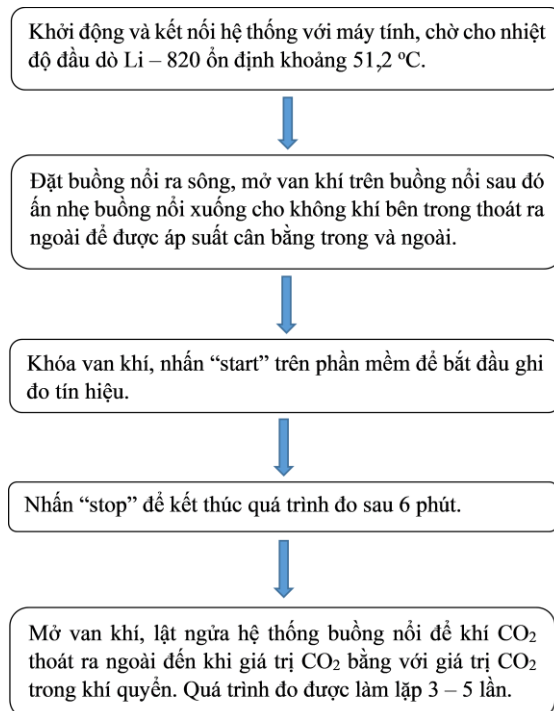 Khởi động và kết nối hệ thống với máy tính, chờ cho nhiệt
độ đầu dò Li – 820 ổn định khoảng 51,2 °C.
Đặt buồng nổi ra sông, mở van khí trên buồng nổi sau đó
ấn nhẹ buồng nổi xuống cho không khí bên trong thoát ra
ngoài để được áp suất cân bằng trong và ngoài.
Khóa van khí, nhấn “start” trên phần mềm để bắt đầu ghi
đo tín hiệu.
Nhấn “stop” để kết thúc quá trình đo sau 6 phút.
Mở van khí, lật ngửa hệ thống buồng nổi để khí CO₂
thoát ra ngoài đến khi giá trị CO₂ bằng với giá trị CO₂
trong khí quyển. Quá trình đo được làm lặp 3 – 5 lần.